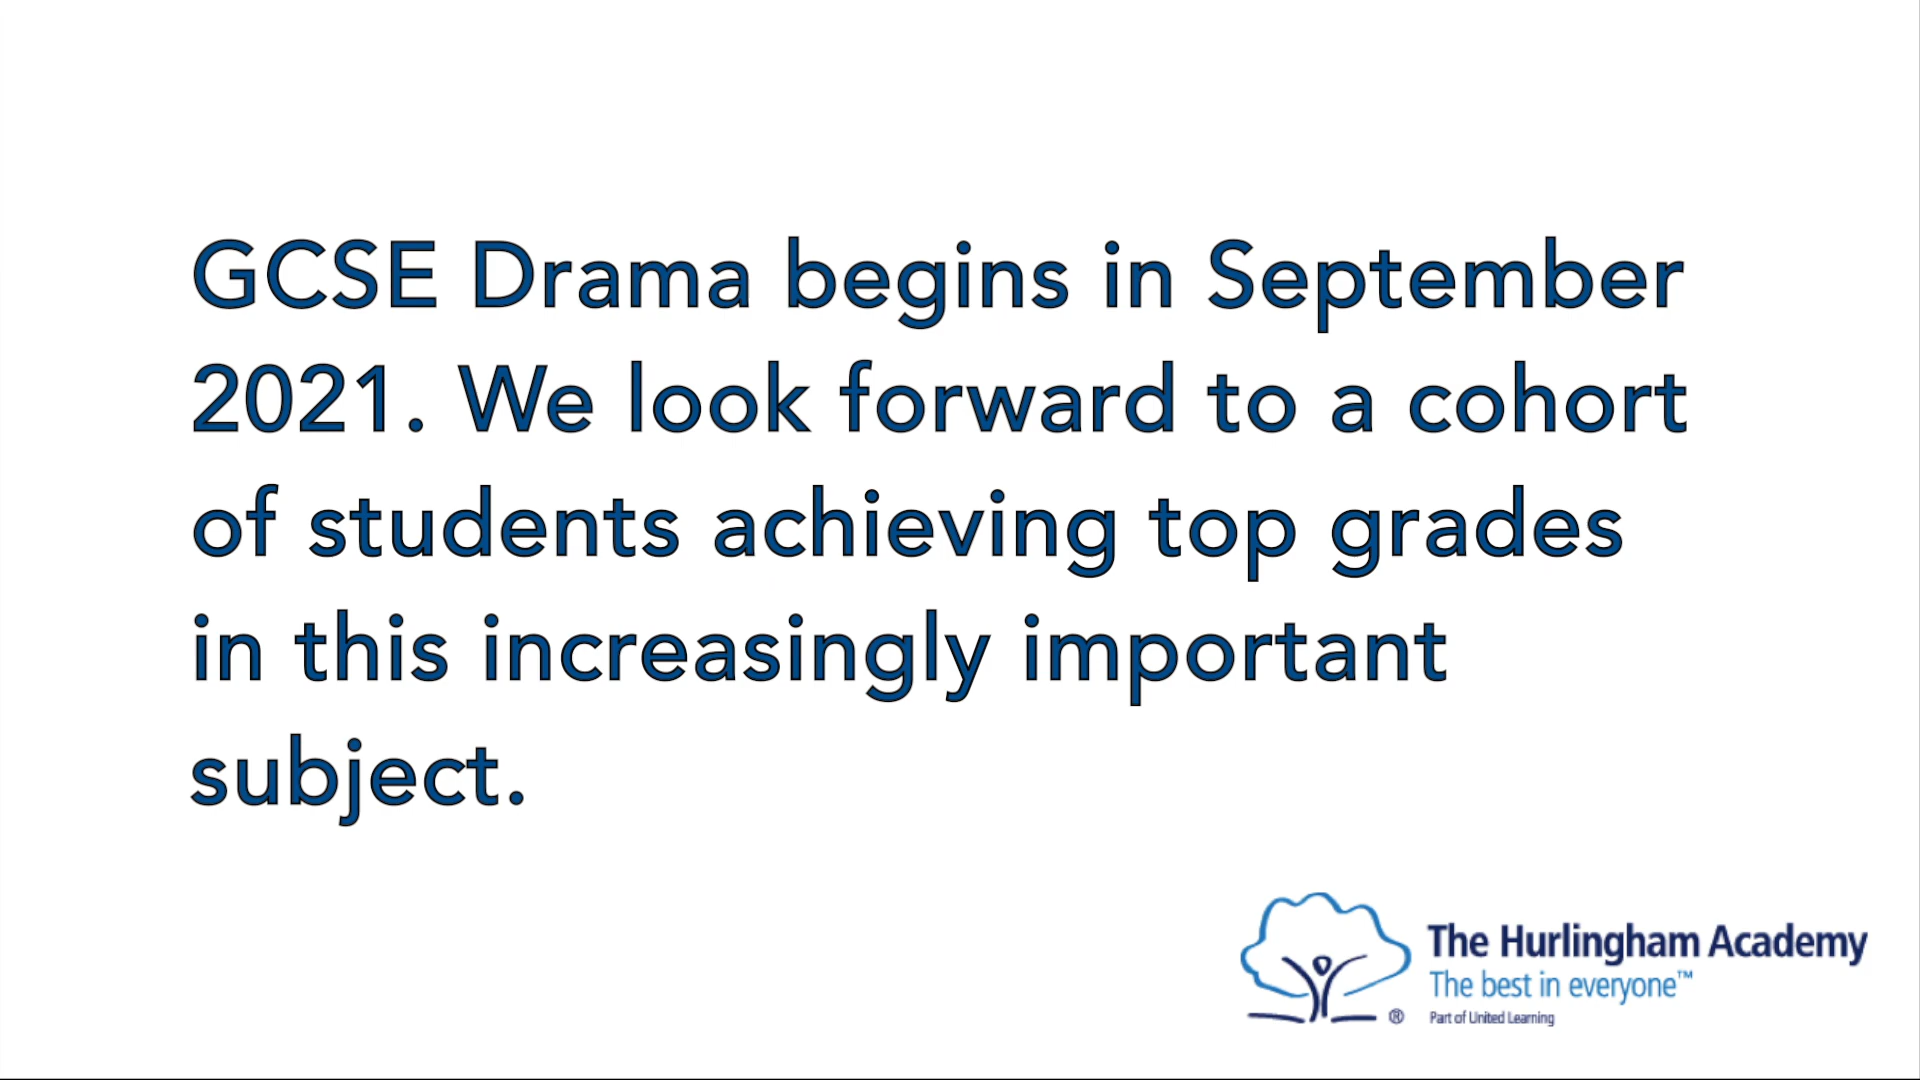 GCSE Drama begins in September
2021. We look forward to a cohort
of students achieving top grades
in this increasingly important
subject.
The Hurlingham Academy
The best in everyone™
Part of United Learning
®